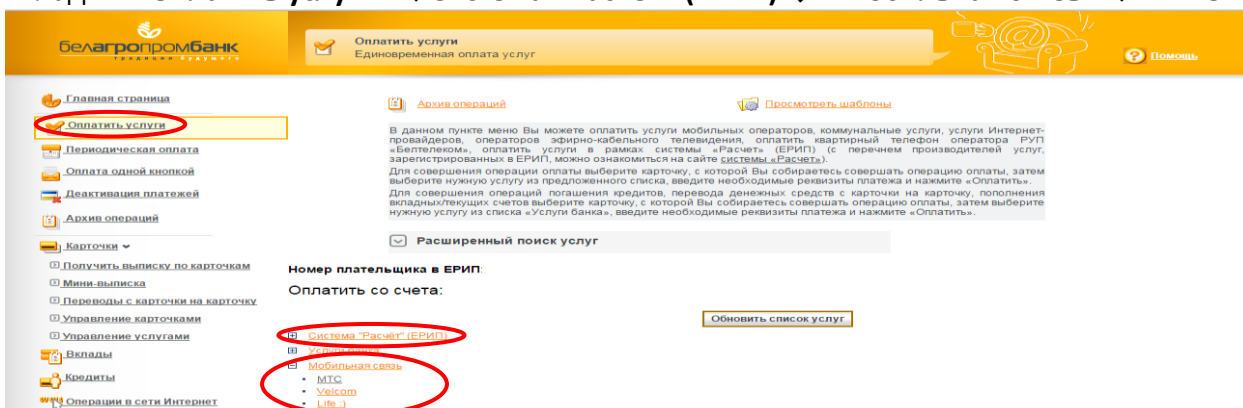 белагропромбанк
традиции будущего
Оплатить услуги
Единовременная оплата услуг
Помощь
Главная страница
Оплатить услуги
Периодическая оплата
Оплата одной кнопкой
Деактивация платежей
Архив операций
Карточки
Получить выписку по карточкам
Мини-выписка
Переводы с карточки на карточку
Управление карточками
Управление услугами
Вклады
Кредиты
Операции в сети Интернет
Архив операций
Просмотреть шаблоны
В данном пункте меню Вы можете оплатить услуги мобильных операторов, коммунальные услуги, услуги Интернет-
провайдеров, операторов эфирно-кабельного телевидения, оплатить квартирный телефон оператора РУП
«Белтелеком», оплатить услуги в рамках системы «Расчет» (ЕРИП) (с перечнем производителей услуг,
зарегистрированных в ЕРИП, можно ознакомиться на сайте системы «Расчет»).
Для совершения операции оплаты выберите карточку, с которой Вы собираетесь совершать операцию оплаты, затем
выберите нужную услугу из предложенного списка, введите необходимые реквизиты платежа и нажмите «Оплатить».
Для совершения операций погашения кредитов, перевода денежных средств с карточки на карточку, пополнения
вкладных/текущих счетов выберите карточку, с которой Вы собираетесь совершать операцию оплаты, затем выберите
нужную услугу из списка «Услуги банка», введите необходимые реквизиты платежа и нажмите «Оплатить».
Расширенный поиск услуг
Номер плательщика в ЕРИП:
Оплатить со счета:
Обновить список услуг
Система "Расчёт" (ЕРИП)
Услуги банка
Мобильная связь
МТС
Velcom
Life :)